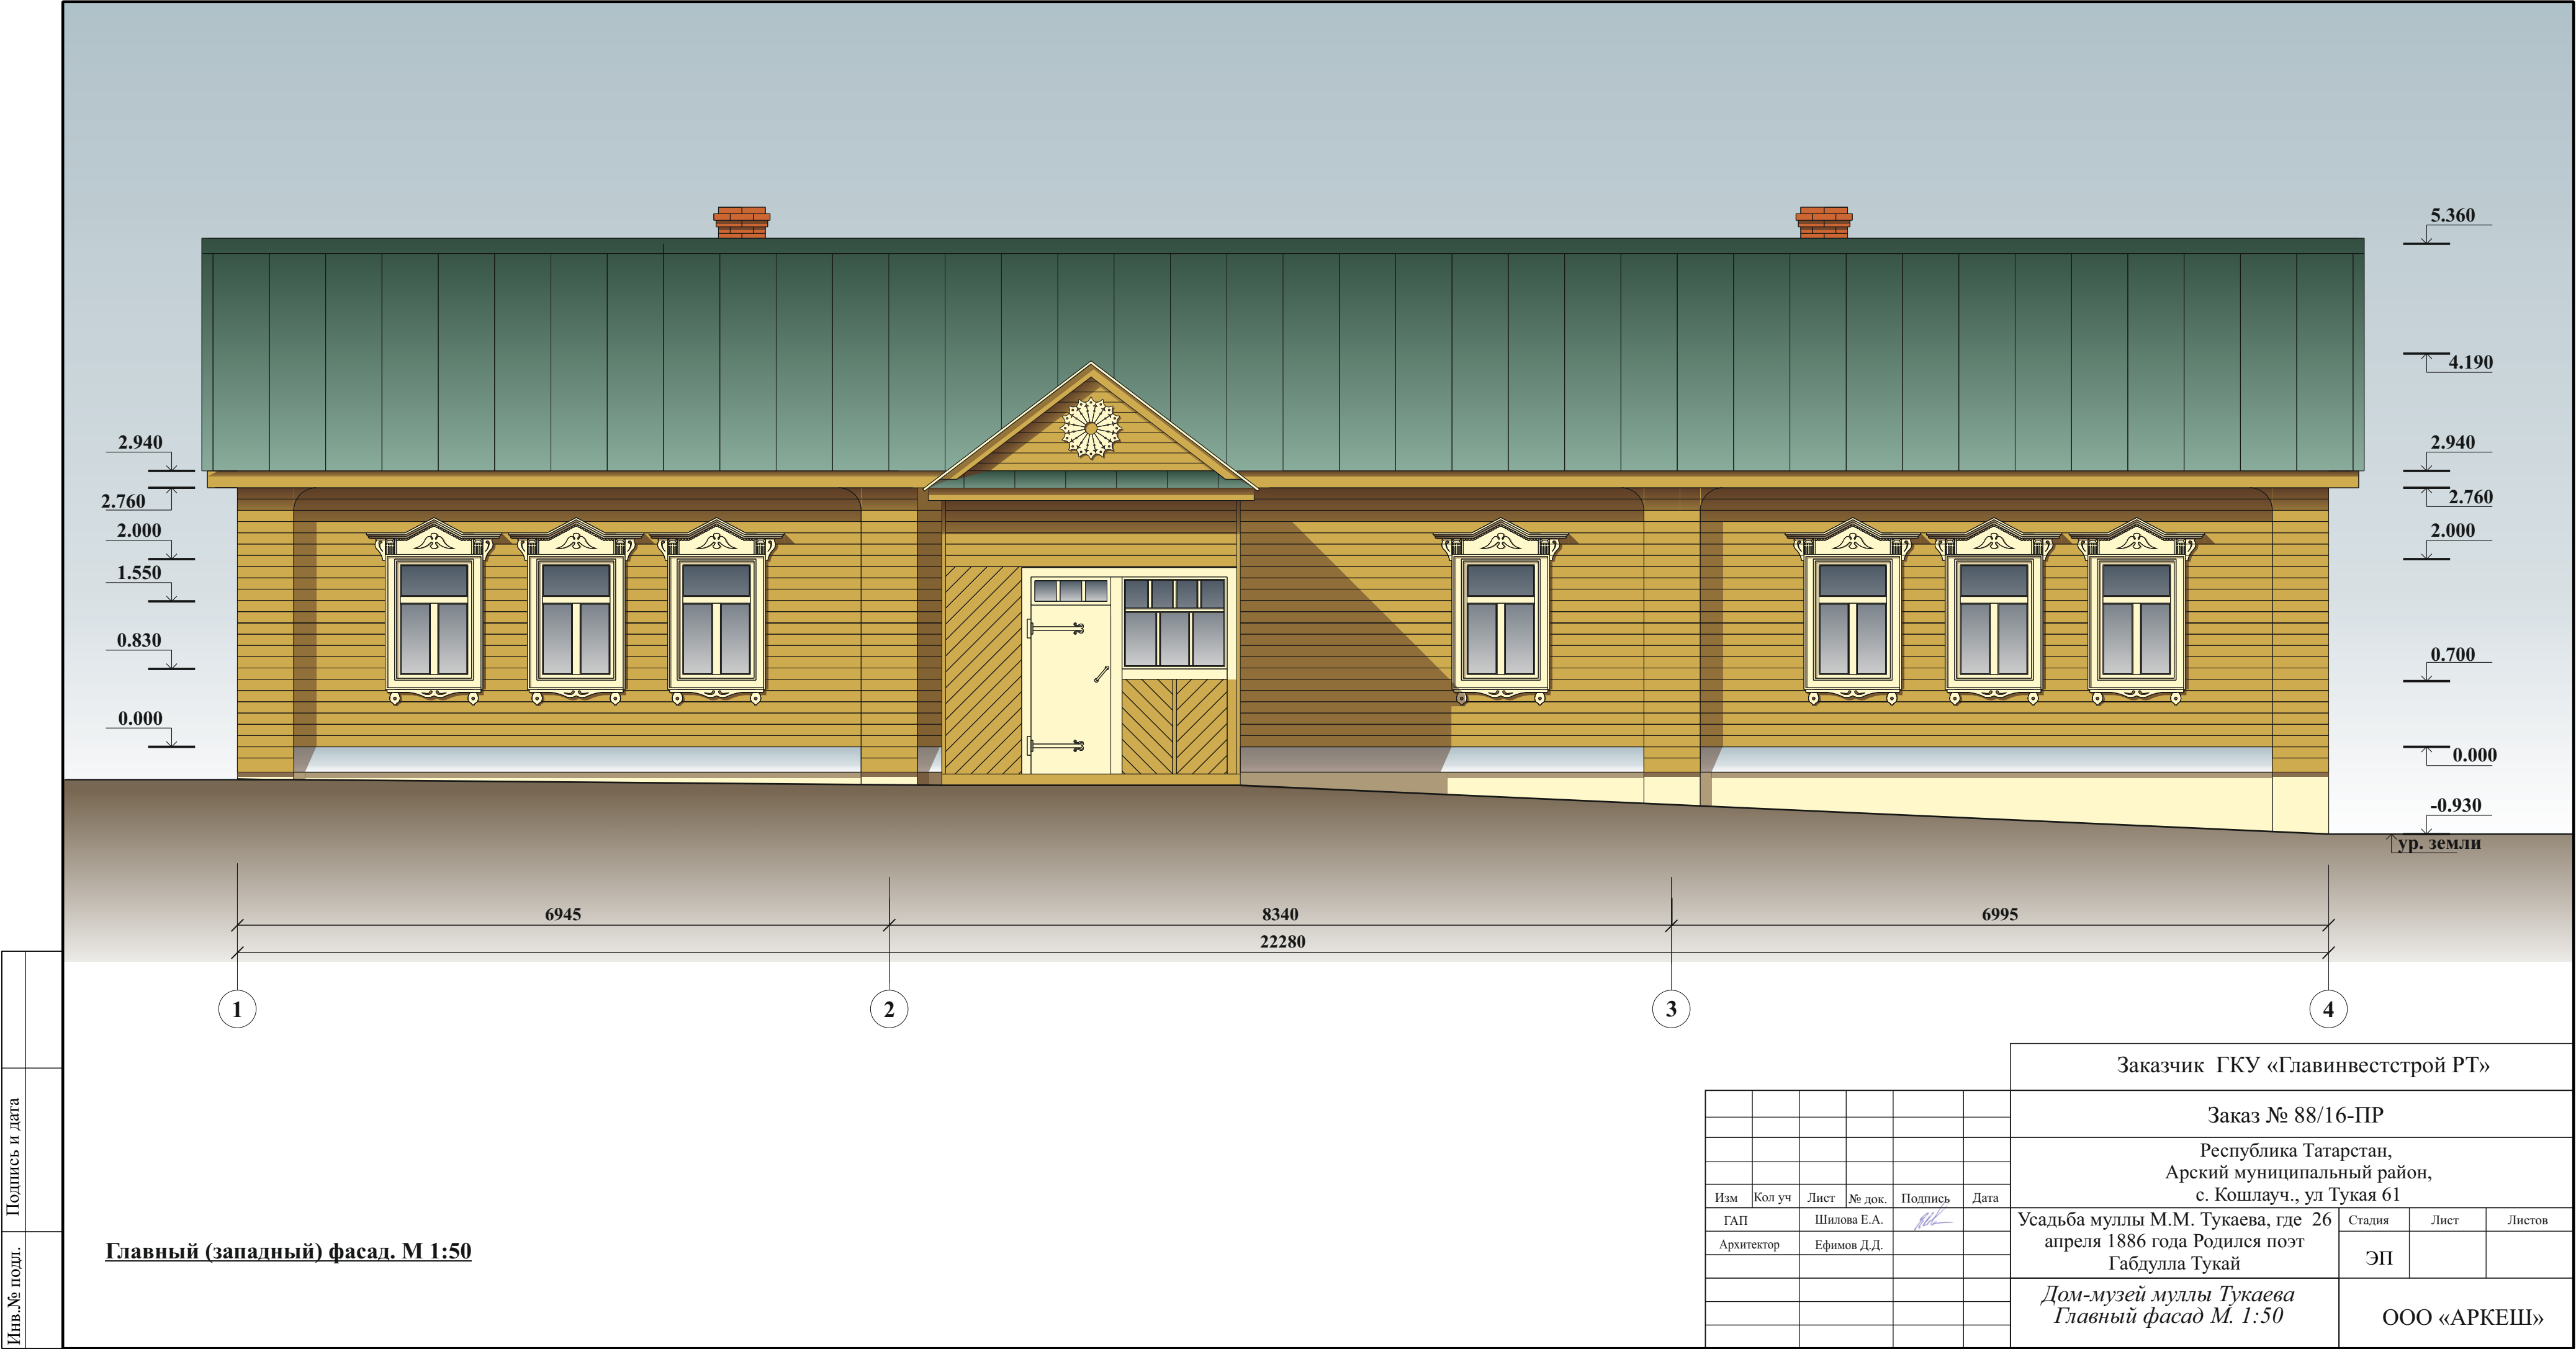 5.360
4.190
2.940
2.940
2.760
2.760
2.000
2.000
1.550
0.830
0.700
0.000
0.000
-0.930
ур. земли
6945
8340
6995
22280
1
2
3
4
Главный (западный) фасад. М 1:50
Подпись и дата
Инв.№ подл.
Заказчик ГКУ «Главинвестстрой РТ»
Заказ № 88/16-ПР
Республика Татарстан,
Арский муниципальный район,
с. Кошлауч., ул Тукая 61
Изм Кол уч Лист № док. Подпись Дата
ГАП Шилова Е.А.
Архитектор Ефимов Д.Д.
Усадьба муллы М.М. Тукаева, где 26
апреля 1886 года Родился поэт
Габдулла Тукай
Стадия Лист Листов
ЭП
Дом-музей муллы Тукаева
Главный фасад М. 1:50
ООО «АРКЕШ»